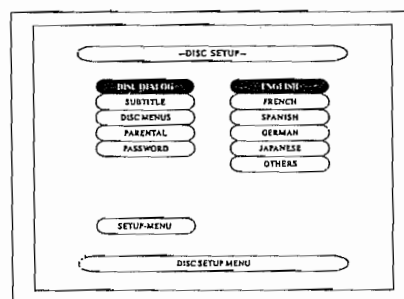 –DISC SETUP–
DISC DIALOG
SUBTITLE
DISC MENUS
PARENTAL
PASSWORD
ENGLISH
FRENCH
SPANISH
GERMAN
JAPANESE
OTHERS
SETUP-MENU
DISC SETUP MENU